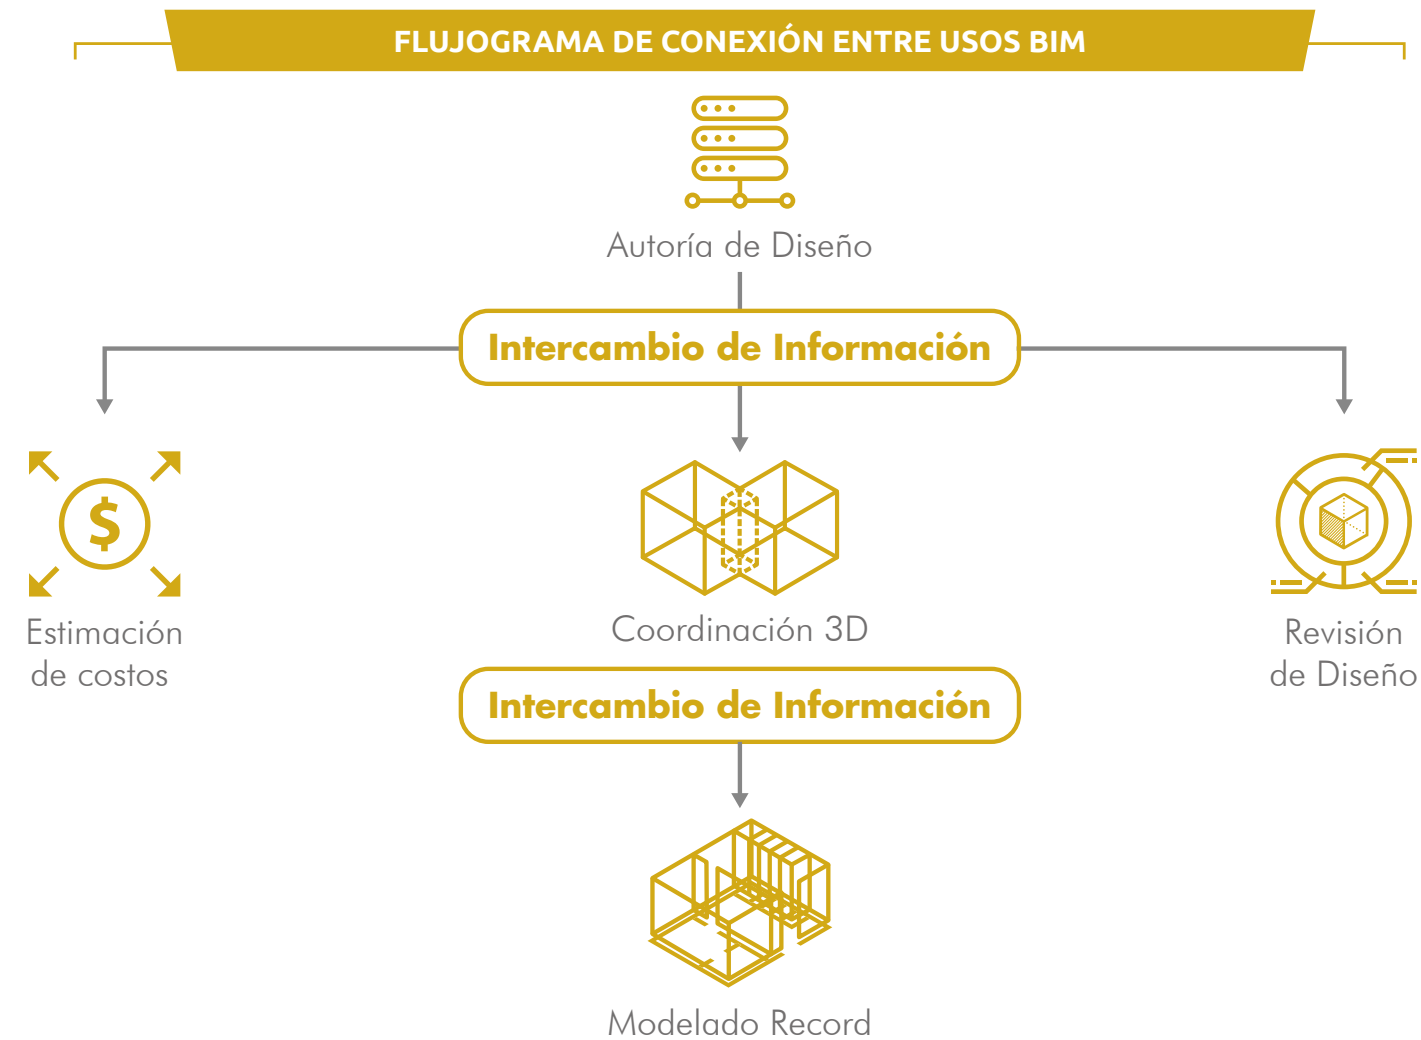 FLUJOGRAMA DE CONEXIÓN ENTRE USOS BIM
Autoría de Diseño
Intercambio de Información
$
Estimación
de costos
Coordinación 3D
Revisión
de Diseño
Intercambio de Información
Modelado Record